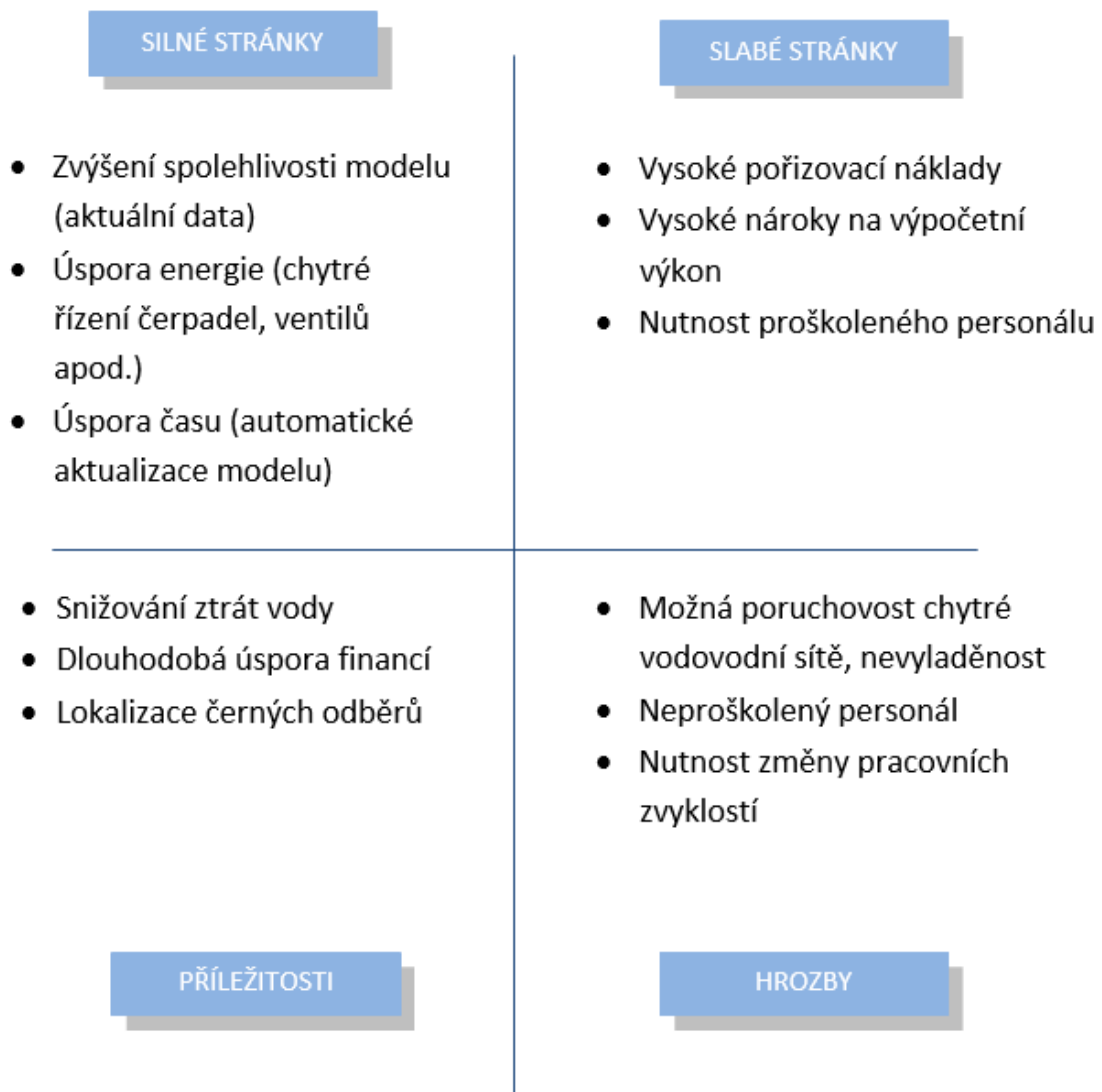 SILNÉ STRÁNKY
• Zvýšení spolehlivosti modelu
(aktuální data)
• Úspora energie (chytré
řízení čerpadel, ventilů
apod.)
• Úspora času (automatické
aktualizace modelu)
SLABÉ STRÁNKY
• Vysoké pořizovací náklady
• Vysoké nároky na výpočetní
výkon
• Nutnost proškoleného personálu
• Snižování ztrát vody
• Dlouhodobá úspora financí
• Lokalizace černých odběrů
PŘÍLEŽITOSTI
• Možná poruchovost chytré
vodovodní sítě, nevyladěnost
• Neproškolený personál
• Nutnost změny pracovních
zvyklostí
HROZBY